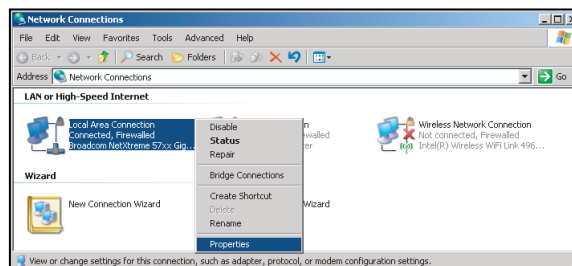 Network Connections
File Edit View Favorites Tools Advanced Help
Back Search Folders
Address Network Connections Go
LAN or High-Speed Internet
Local Area Connection
Connected, Firewalled
Broadcom NetXtreme 57xx Gig...
Disable
Status
Repair
Bridge Connections
Create Shortcut
Delete
Rename
Properties
Wireless Network Connection
Not connected, Firewalled
Intel(R) Wireless WiFi Link 496...
Wizard
New Connection Wizard
Wizard
View or change settings for this connection, such as adapter, protocol, or modem configuration settings.